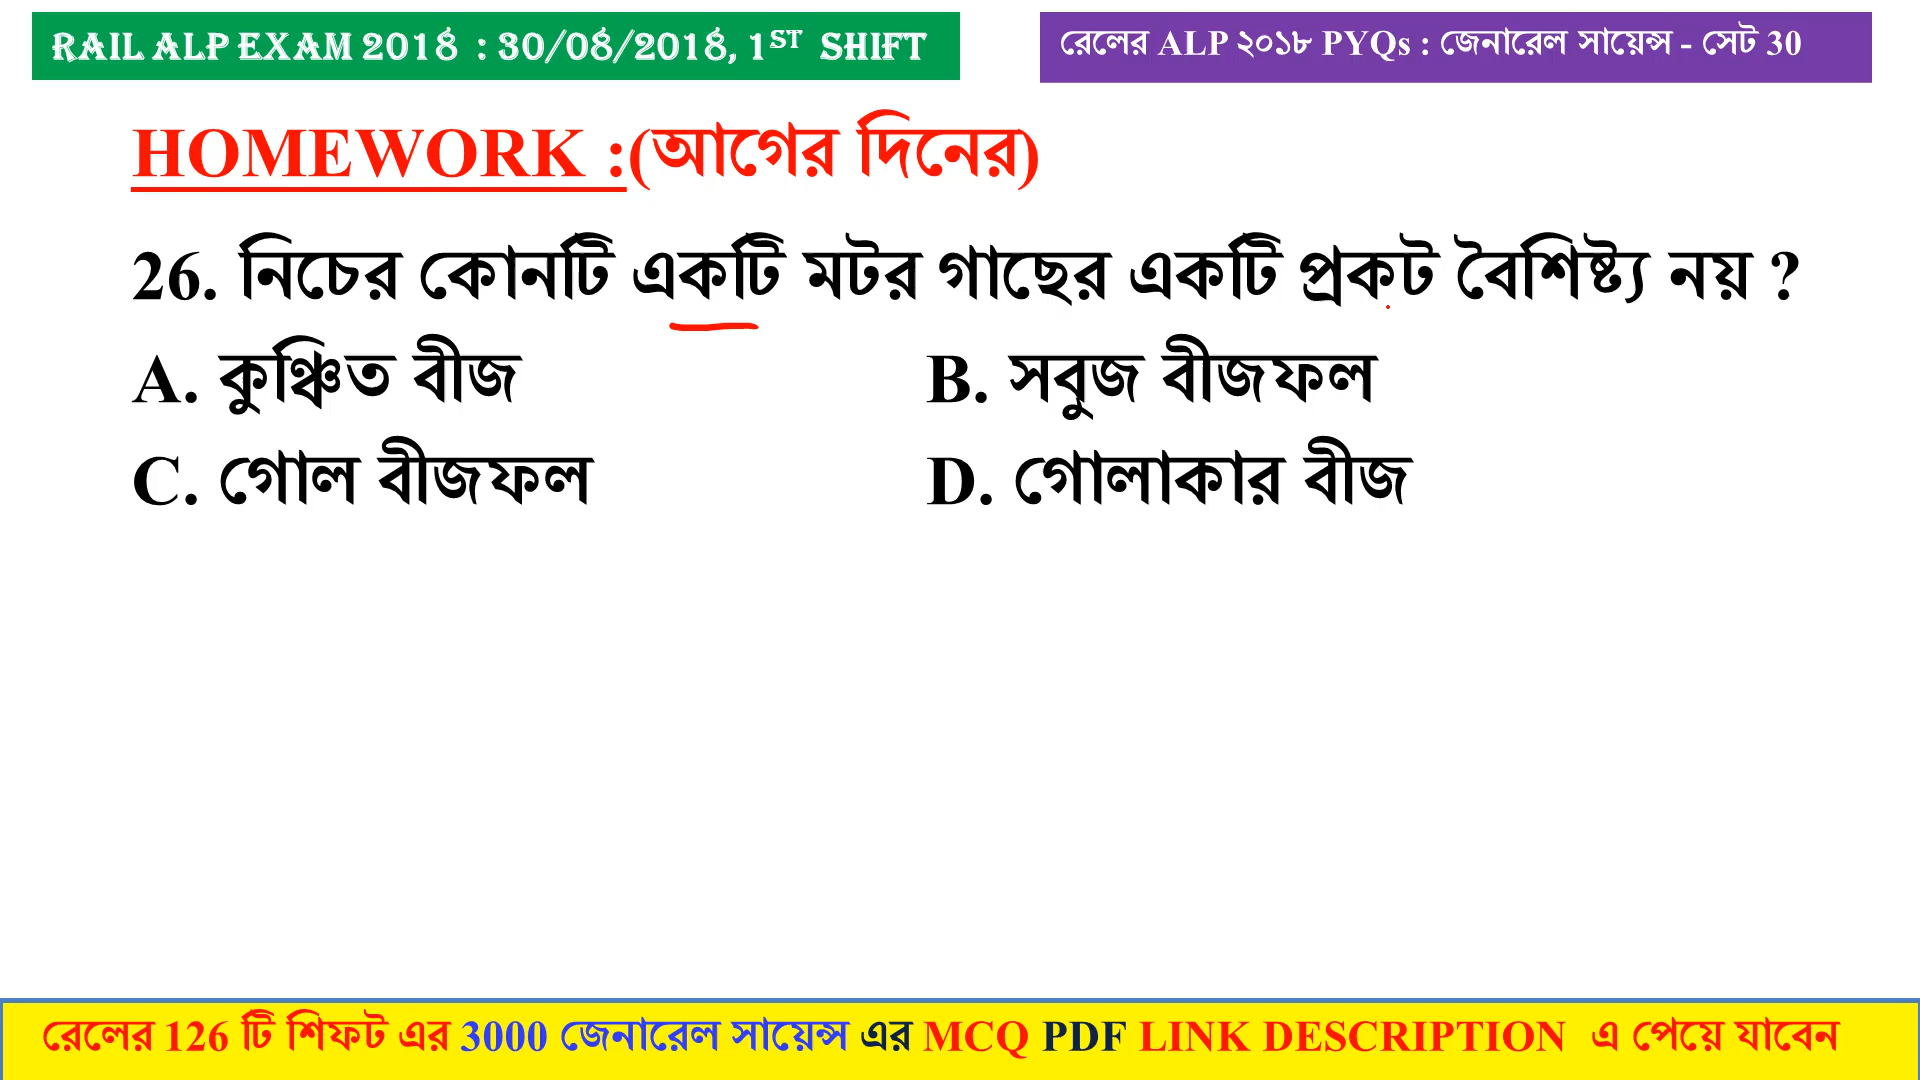 RAIL ALP EXAM 2018 : 30/08/2018, 1ST SHIFT
রেলের ALP ২০১৮ PYQs : জেনারেল সায়েন্স - সেট 30
HOMEWORK :(আগের দিনের)
26. নিচের কোনটি একটি মটর গাছের একটি প্রকট বৈশিষ্ট্য নয় ?
A. কুঞ্চিত বীজ
B. সবুজ বীজফল
C. গোল বীজফল
D. গোলাকার বীজ
রেলের 126 টি শিফট এর 3000 জেনারেল সায়েন্স এর MCQ PDF LINK DESCRIPTION এ পেয়ে যাবেন